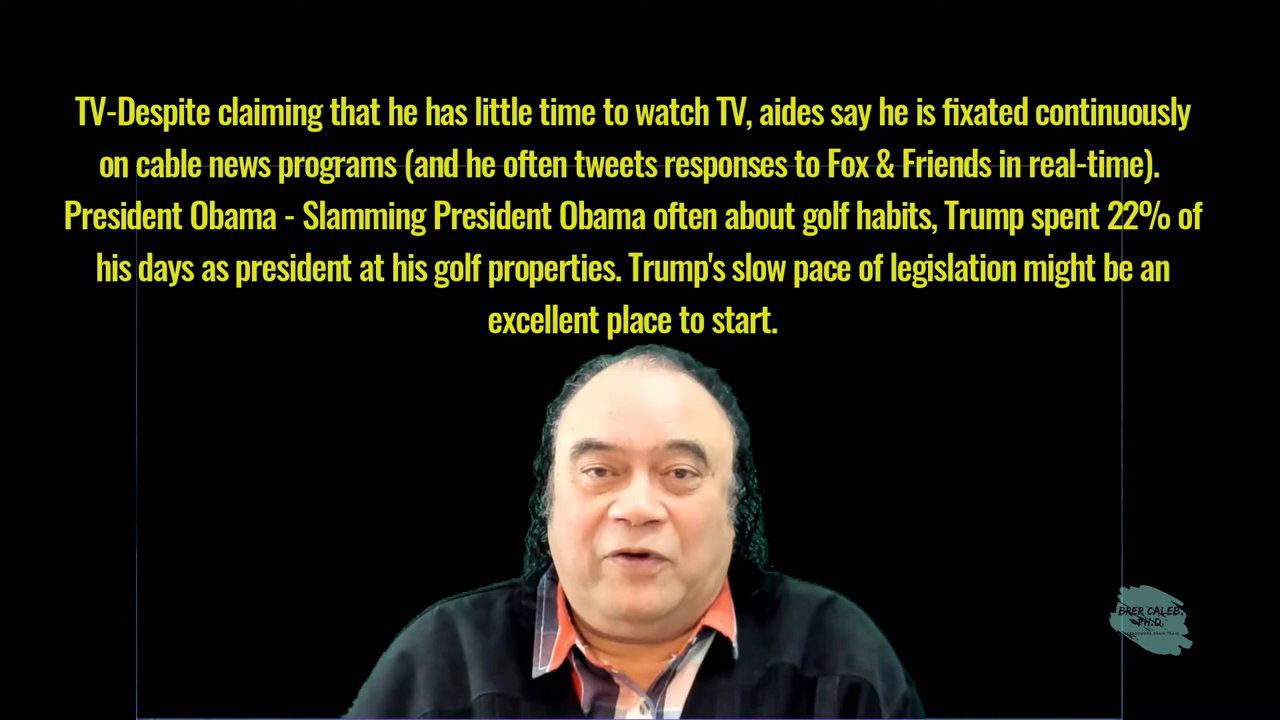 TV-Despite claiming that he has little time to watch TV, aides say he is fixated continuously
on cable news programs (and he often tweets responses to Fox & Friends in real-time).
President Obama - Slamming President Obama often about golf habits, Trump spent 22% of
his days as president at his golf properties. Trump's slow pace of legislation might be an
excellent place to start.
BRER CALEB,
PH.D.